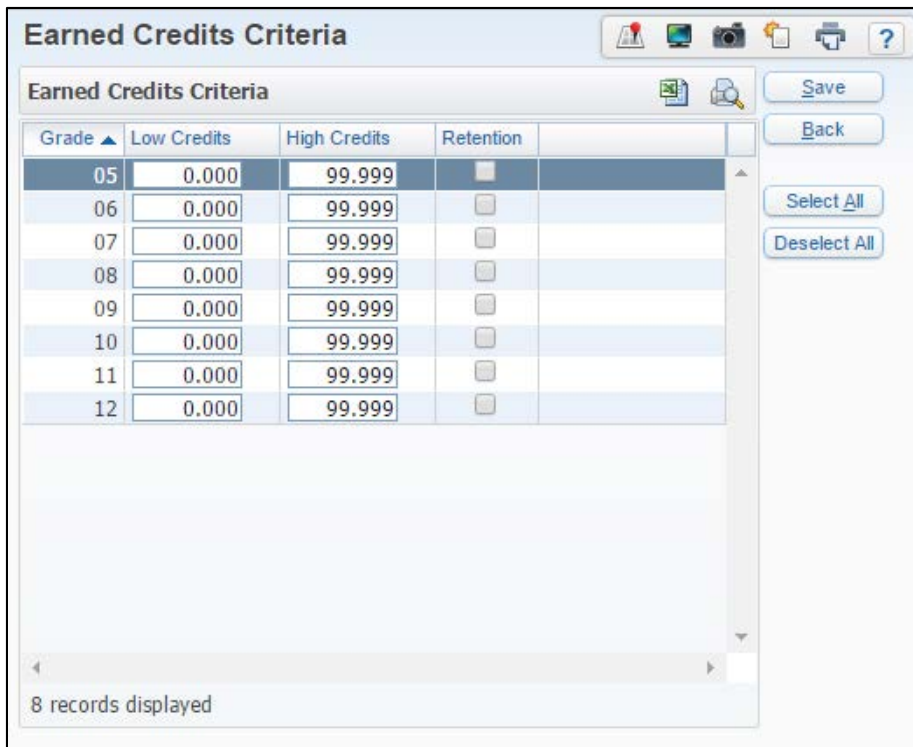 Earned Credits Criteria
?
Earned Credits Criteria
Save
Back
Select All
Deselect All
Grade Low Credits High Credits Retention
05 0.000 99.999
06 0.000 99.999
07 0.000 99.999
08 0.000 99.999
09 0.000 99.999
10 0.000 99.999
11 0.000 99.999
12 0.000 99.999
8 records displayed